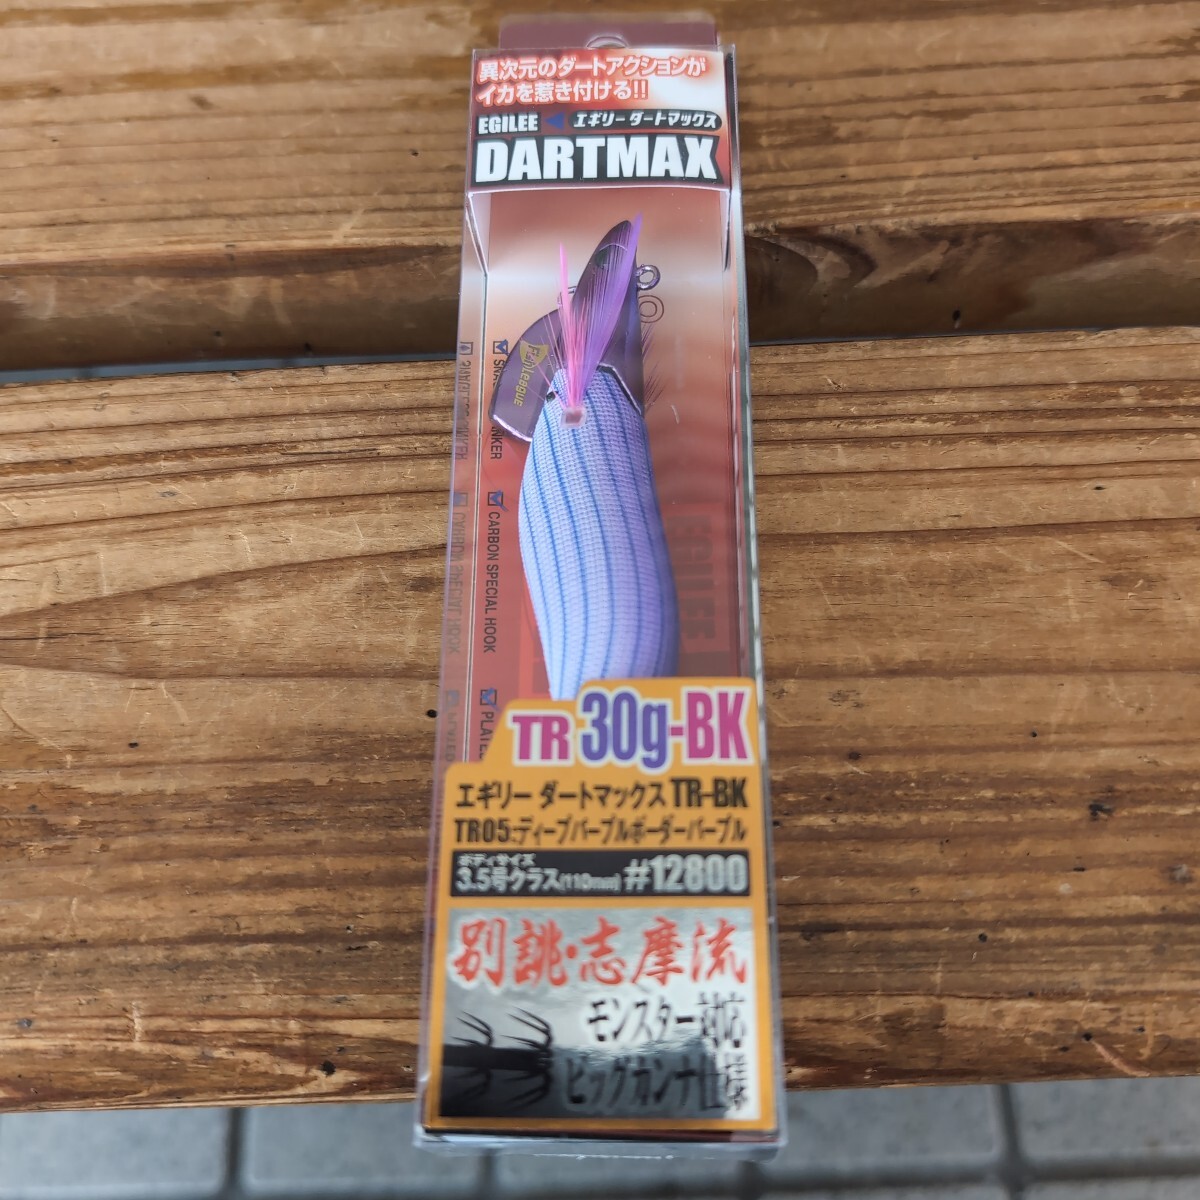 異次元のダートアクションが
イカを惹き付ける!!
EGILEE エギリー ダートマックス
DARTMAX
EgiLeague
CARBON SPECIAL HOOK
EGILEE
TR 30g-BK
エギリー ダートマックス TR-BK
TR05:ディープパープルボーダーパープル
ボディサイズ
3.5号クラス(110mm) #12800
別誂・志摩流
モンスター対応
ビッグカンナ仕様